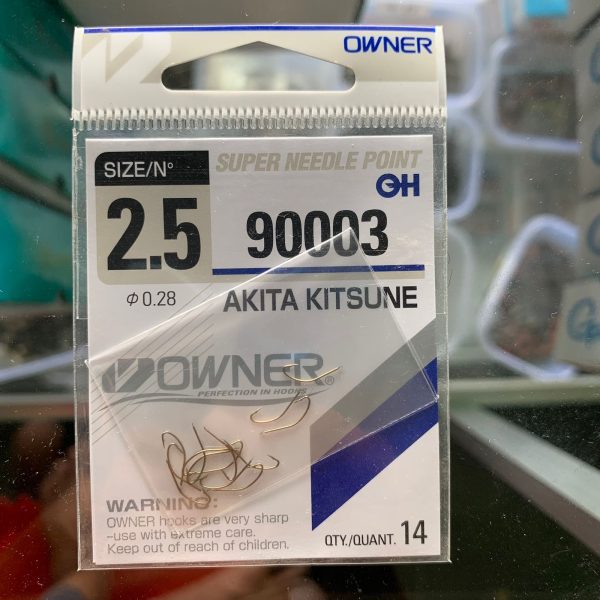 OWNER
SIZE/N°
SUPER NEEDLE POINT
OH
2.5
90003
Φ 0.28
AKITA KITSUNE
OWNER®
PERFECTION IN HOOKS
WARNING:
OWNER hooks are very sharp
-use with extreme care.
Keep out of reach of children.
QTY./QUANT. 14